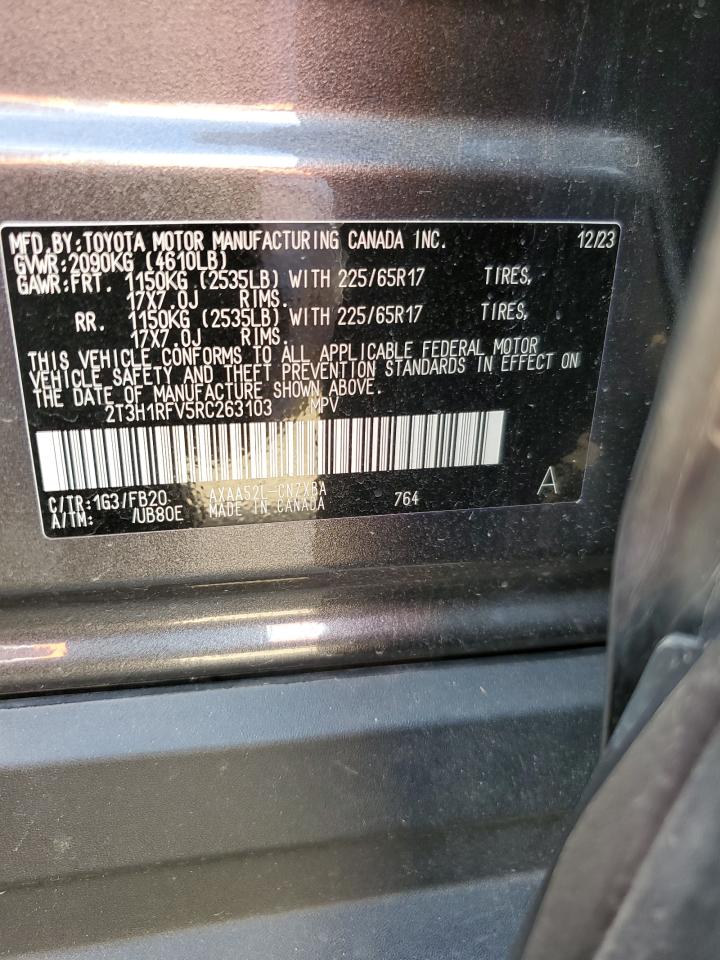 MFD.BY:TOYOTA MOTOR MANUFACTURING CANADA INC. 12/23
GVWR:2090KG (4610LB)
GAWR:FRT. 1150KG (2535LB) WITH 225/65R17 TIRES,
17X7.0J RIMS.
RR. 1150KG (2535LB) WITH 225/65R17 TIRES,
17X7.0J RIMS.
THIS VEHICLE CONFORMS TO ALL APPLICABLE FEDERAL MOTOR
VEHICLE SAFETY AND THEFT PREVENTION STANDARDS IN EFFECT ON
THE DATE OF MANUFACTURE SHOWN ABOVE.
2T3H1RFV5RC263103 MPV
C/TR:1G3/FB20 AXAA52L-CNZXBA 764 A
A/TM: /UB80E MADE IN CANADA